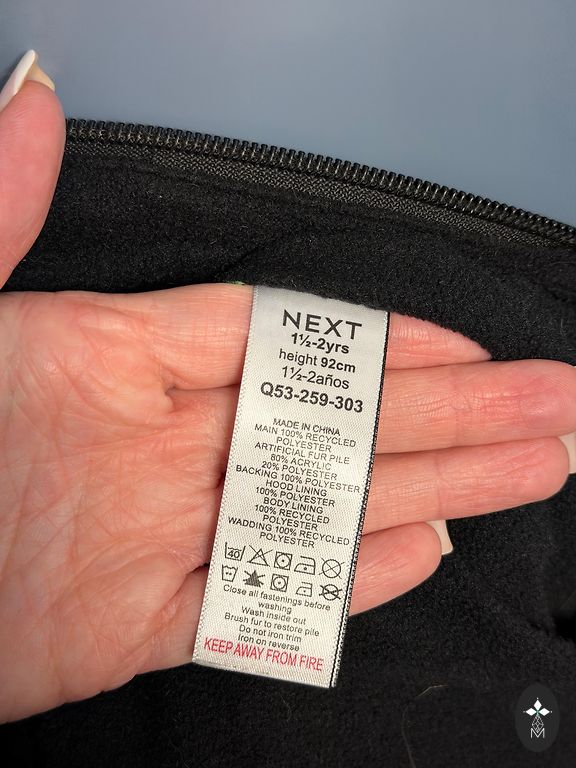 NEXT
1½-2yrs
height 92cm
1½-2años
Q53-259-303
MADE IN CHINA
MAIN 100% RECYCLED
POLYESTER
ARTIFICIAL FUR PILE
80% ACRYLIC
20% POLYESTER
BACKING 100% POLYESTER
HOOD LINING
100% POLYESTER
BODY LINING
100% RECYCLED
POLYESTER
WADDING 100% RECYCLED
POLYESTER
40
Close all fastenings before
washing
Wash inside out
Brush fur to restore pile
Do not iron trim
Iron on reverse
KEEP AWAY FROM FIRE
M